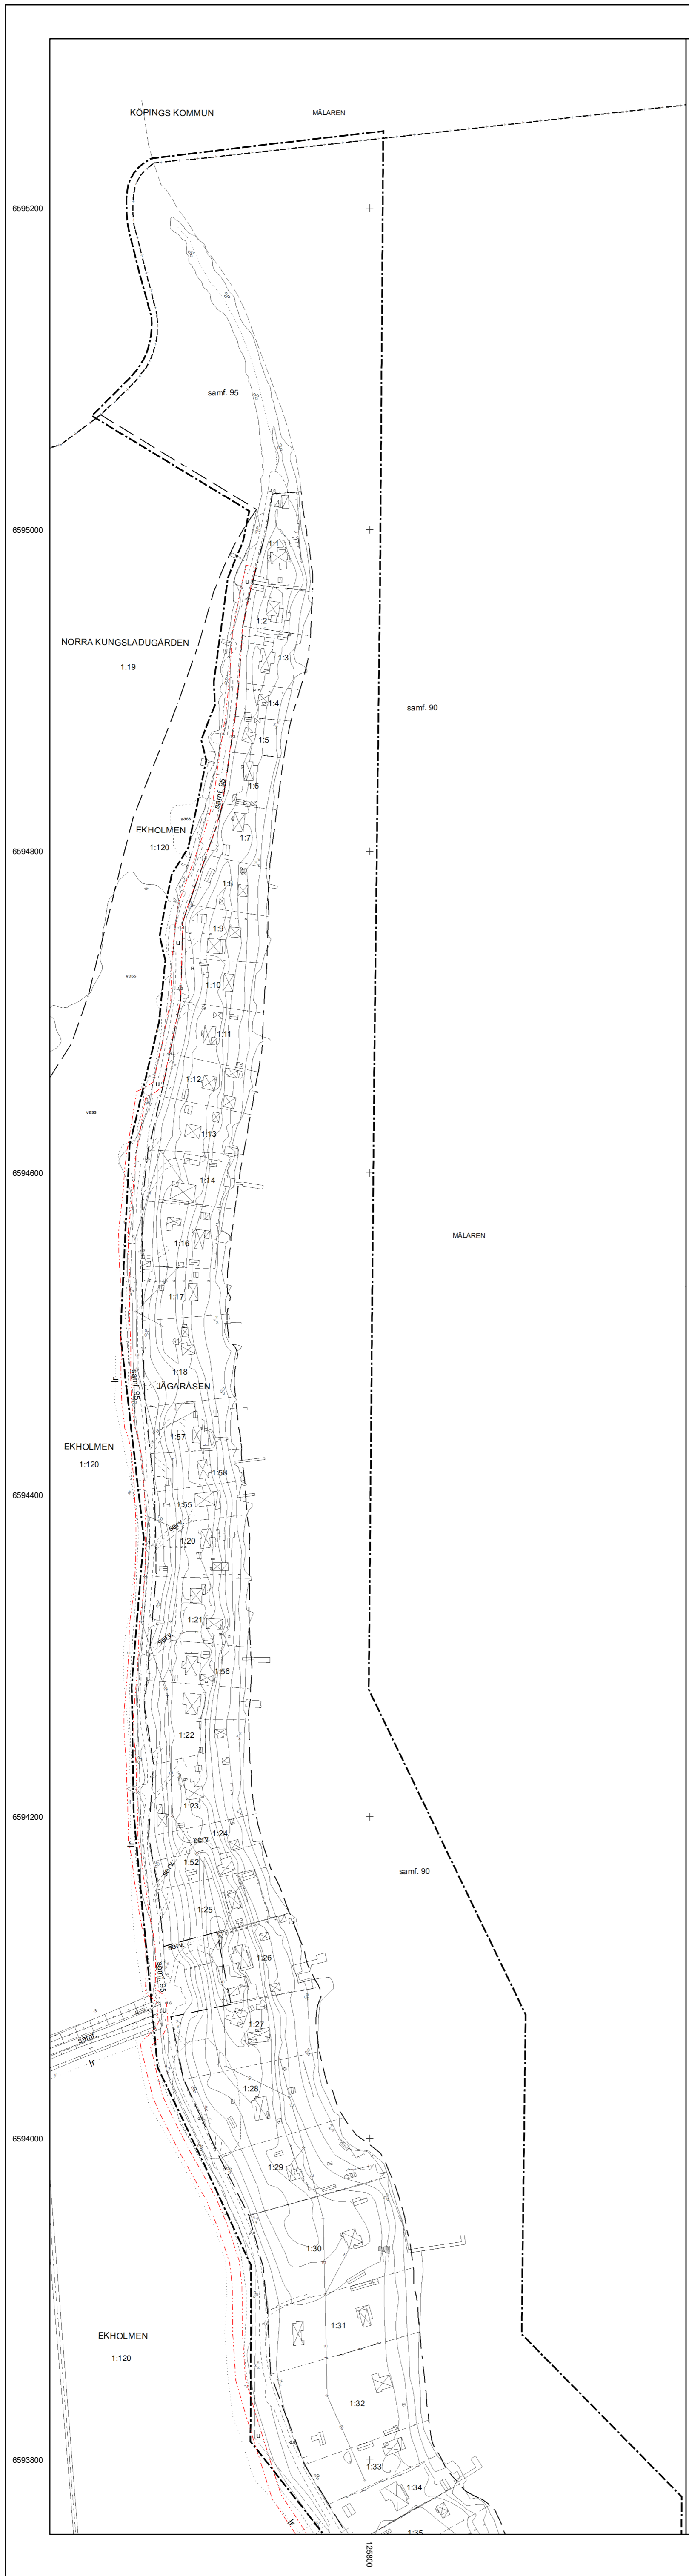 KÖPINGS KOMMUN
MÄLAREN
6595200
samf. 95
6595000
1:1
u
1:2
NORRA KUNGSLADUGÅRDEN
1:19
1:3
1:4
samf. 90
1:5
1:6
samf. 95
vass
EKHOLMEN
1:120
1:7
6594800
1:8
1:9
u
vass
1:10
1:11
1:12
u
vass
1:13
6594600
1:14
MÄLAREN
1:16
1:17
1:18
lr
samf. 95
JÄGARÅSEN
1:57
EKHOLMEN
1:120
1:58
6594400
1:55
serv.
1:20
1:21
serv.
1:56
1:22
1:23
6594200
1:24
serv.
lr
1:52
serv.
samf. 90
1:25
serv.
1:26
samf. 95
u
1:27
samf.
lr
1:28
6594000
1:29
1:30
1:31
EKHOLMEN
1:120
1:32
u
6593800
1:33
1:34
lr
1:35
125800